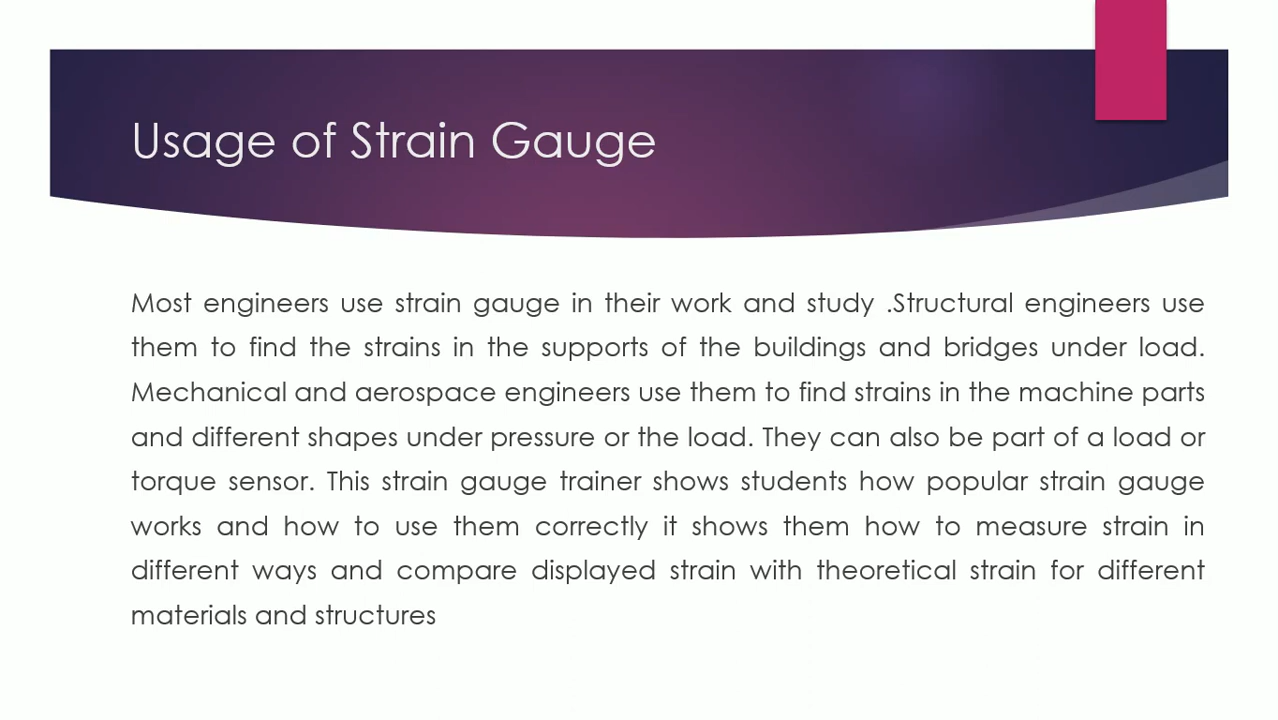 Usage of Strain Gauge
Most engineers use strain gauge in their work and study .Structural engineers use
them to find the strains in the supports of the buildings and bridges under load.
Mechanical and aerospace engineers use them to find strains in the machine parts
and different shapes under pressure or the load. They can also be part of a load or
torque sensor. This strain gauge trainer shows students how popular strain gauge
works and how to use them correctly it shows them how to measure strain in
different ways and compare displayed strain with theoretical strain for different
materials and structures